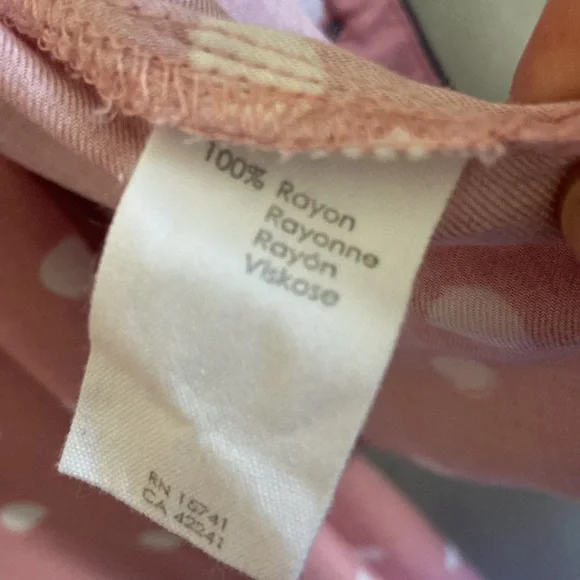 100% Rayon
Rayonne
Rayón
Viskose
RN 15741
CA 42241